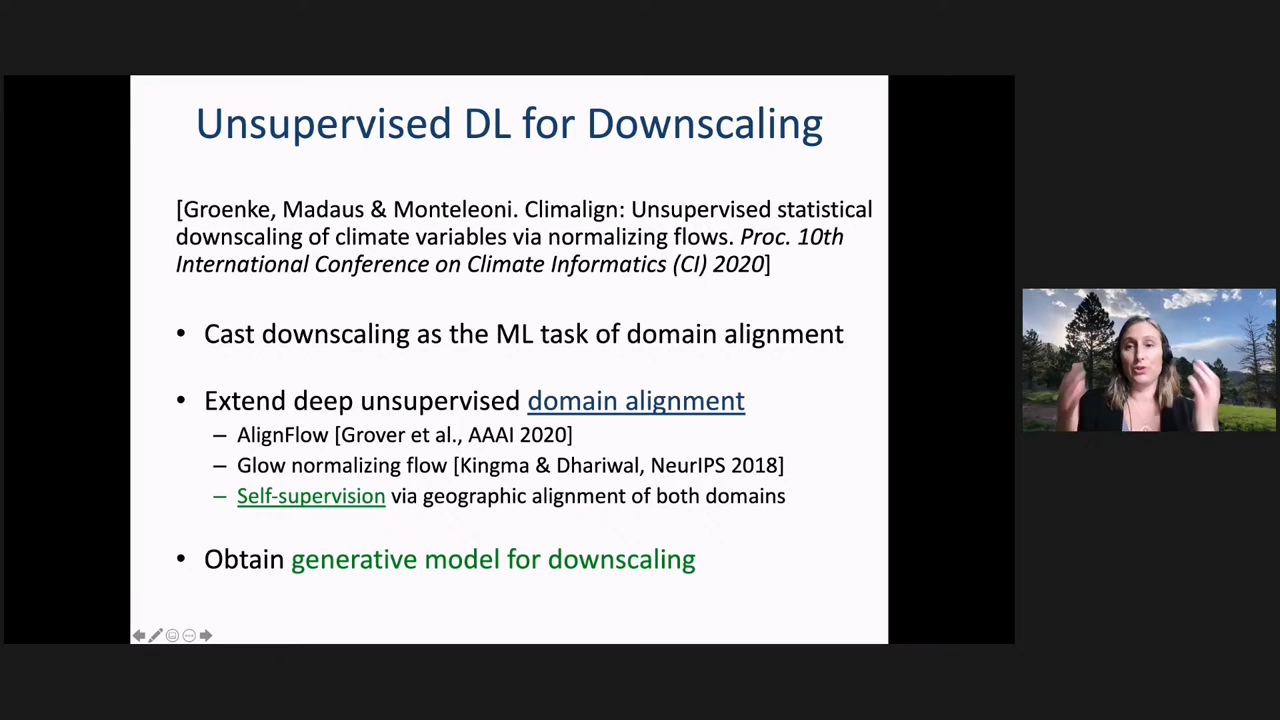 Unsupervised DL for Downscaling
[Groenke, Madaus & Monteleoni. Climalign: Unsupervised statistical
downscaling of climate variables via normalizing flows. Proc. 10th
International Conference on Climate Informatics (CI) 2020]
• Cast downscaling as the ML task of domain alignment
• Extend deep unsupervised domain alignment
– AlignFlow [Grover et al., AAAI 2020]
– Glow normalizing flow [Kingma & Dhariwal, NeurIPS 2018]
– Self-supervision via geographic alignment of both domains
• Obtain generative model for downscaling